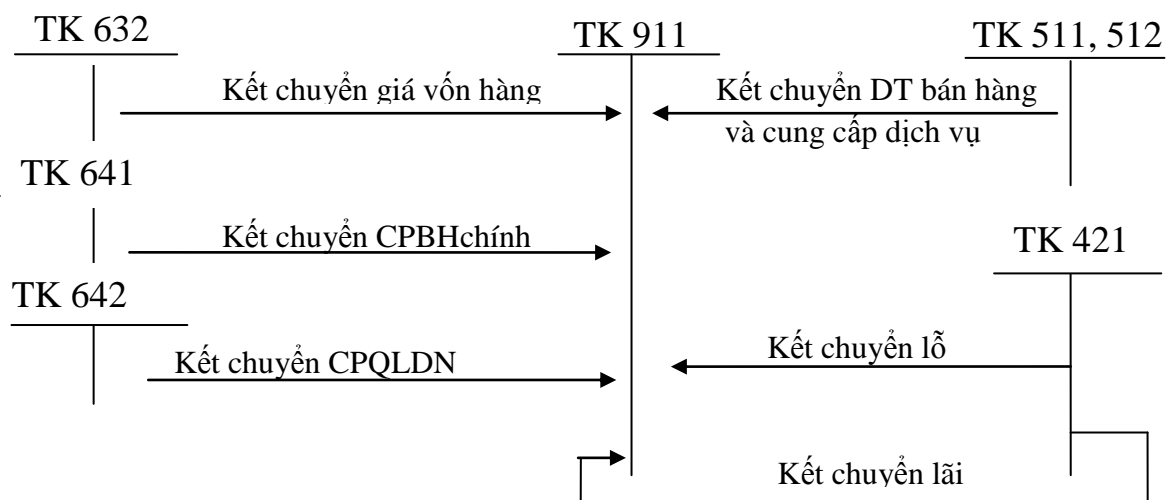 TK 632
TK 911
TK 511, 512
Kết chuyển giá vốn hàng
Kết chuyển DT bán hàng
và cung cấp dịch vụ
TK 641
Kết chuyển CPBHchính
TK 421
TK 642
Kết chuyển lỗ
Kết chuyển CPQLDN
Kết chuyển lãi